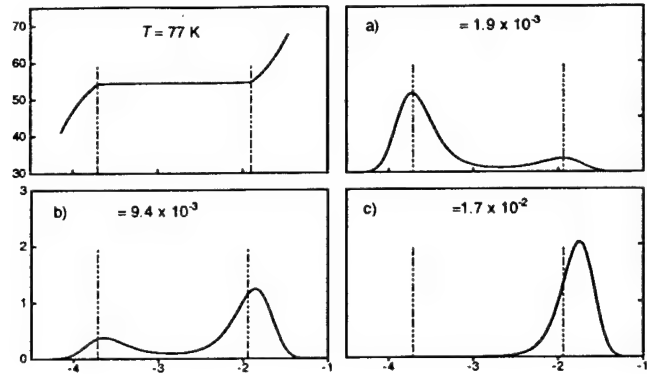 70
60
50
40
30
T = 77 K
a) = 1.9 x 10⁻³
3
2
1
0
b) = 9.4 x 10⁻³
-4 -3 -2 -1
c) =1.7 x 10⁻²
-4 -3 -2 -1